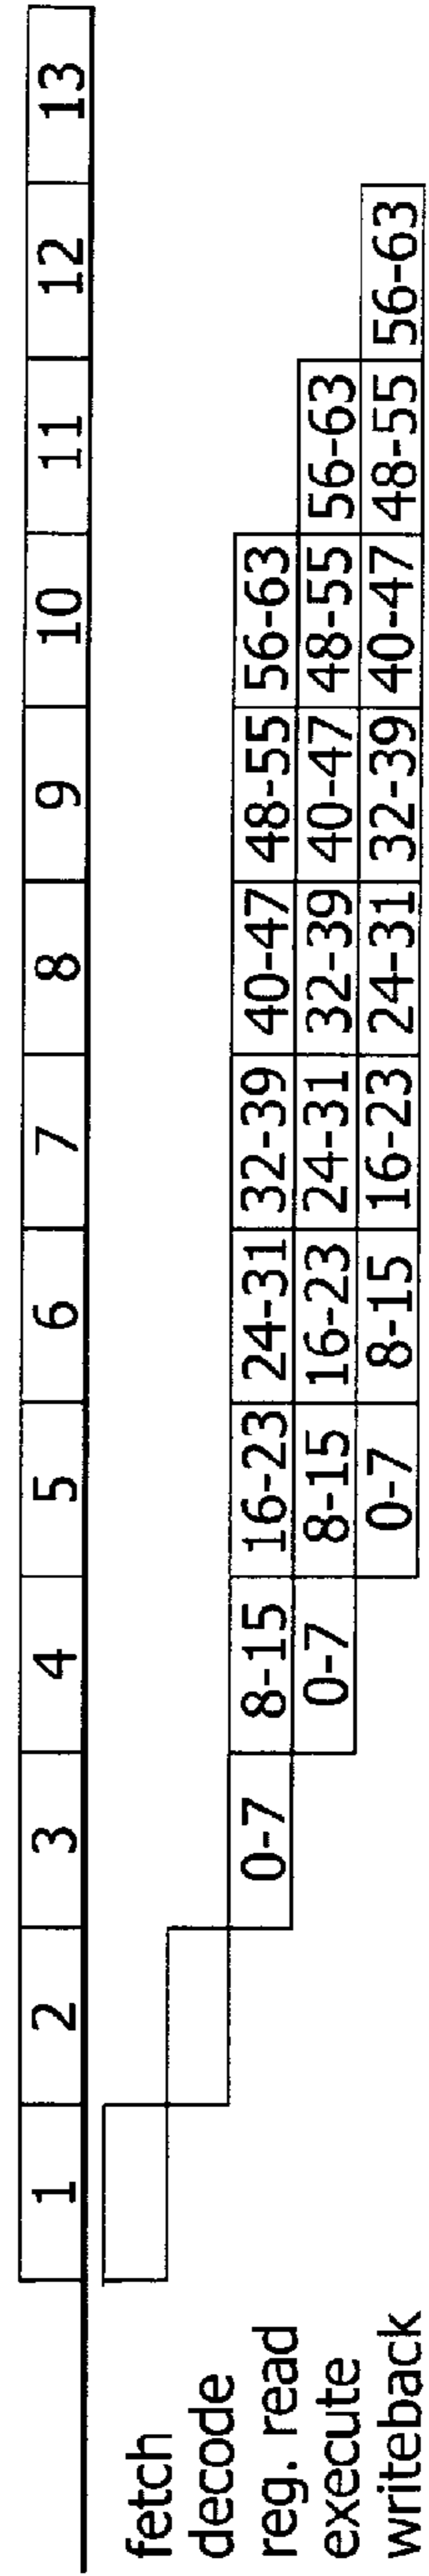 1 2 3 4 5 6 7 8 9 10 11 12 13
fetch
decode
reg. read 0-7 8-15 16-23 24-31 32-39 40-47 48-55 56-63
execute 0-7 8-15 16-23 24-31 32-39 40-47 48-55 56-63
writeback 0-7 8-15 16-23 24-31 32-39 40-47 48-55 56-63